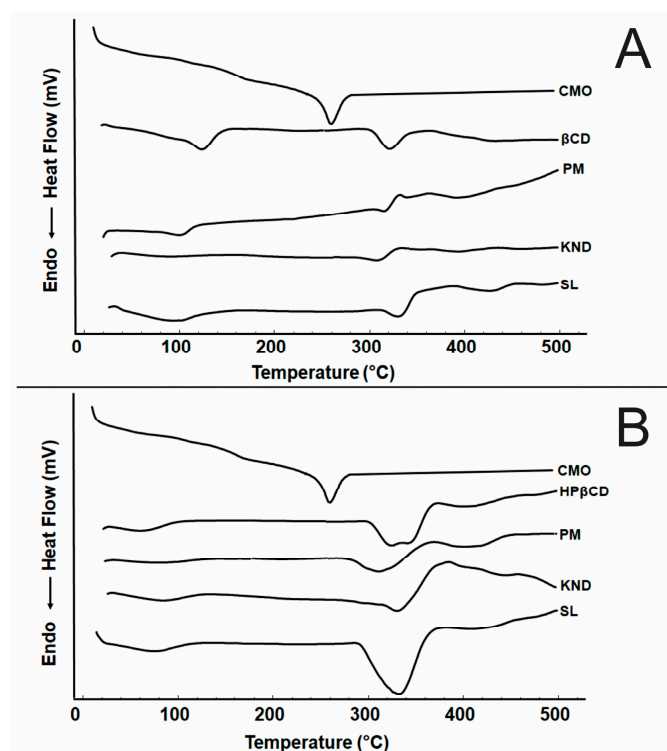 A
Endo ⟵ Heat Flow (mV)
CMO
βCD
PM
KND
SL
0 100 200 300 400 500
Temperature (°C)
B
Endo ⟵ Heat Flow (mV)
CMO
HPβCD
PM
KND
SL
0 100 200 300 400 500
Temperature (°C)